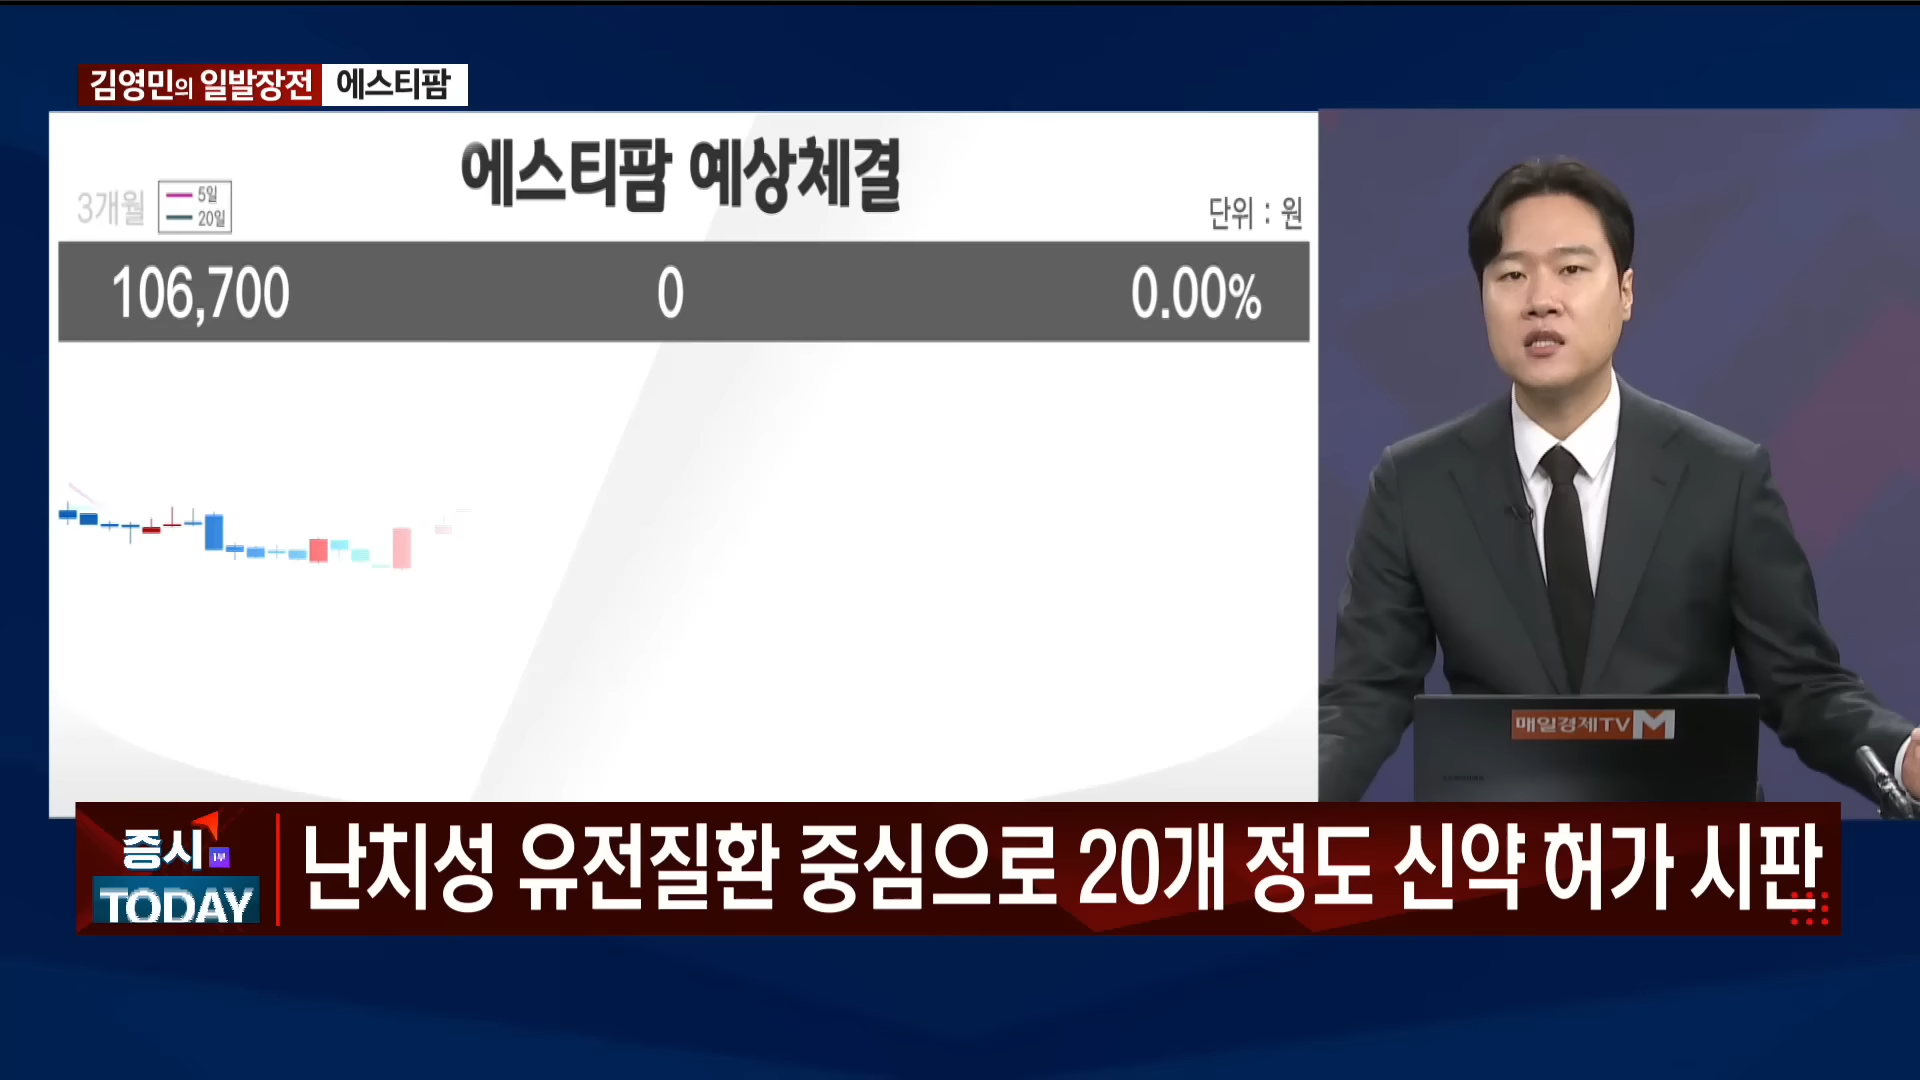 김영민의 일발장전 에스티팜
에스티팜 예상체결
3개월
5일
20일
단위 : 원
106,700 0 0.00%
매일경제TV M
증시 1부
TODAY
난치성 유전질환 중심으로 20개 정도 신약 허가 시판